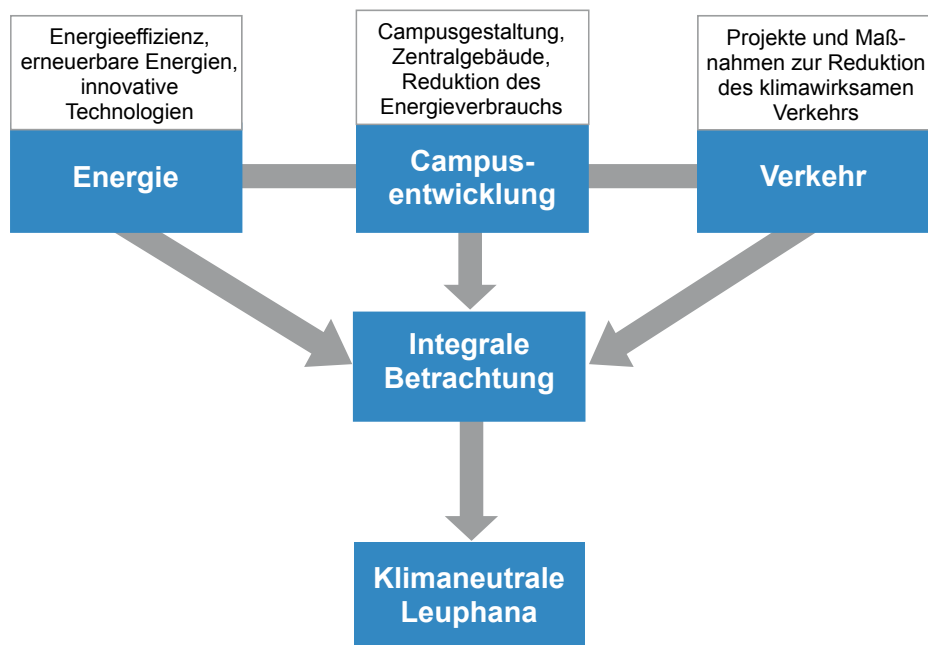 Energieeffizienz,
erneuerbare Energien,
innovative
Technologien
Energie
Campusgestaltung,
Zentralgebäude,
Reduktion des
Energieverbrauchs
Campus-
entwicklung
Projekte und Maß-
nahmen zur Reduktion
des klimawirksamen
Verkehrs
Verkehr
Integrale
Betrachtung
Klimaneutrale
Leuphana